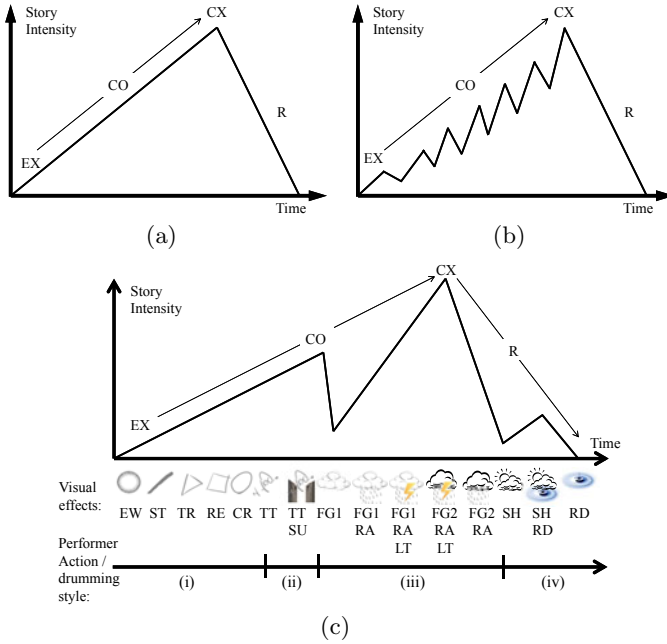 Story
Intensity
CX
CO
EX
R
Time
(a)
Story
Intensity
CX
CO
EX
R
Time
(b)
Story
Intensity
CX
CO
EX
R
Time
Visual
effects:
EW ST TR RE CR TT TT FG1 FG1 FG1 FG2 FG2 SH SH RD
SU RA RA RA RA RD
LT LT
Performer
Action /
drumming
style:
(i) (ii) (iii) (iv)
(c)